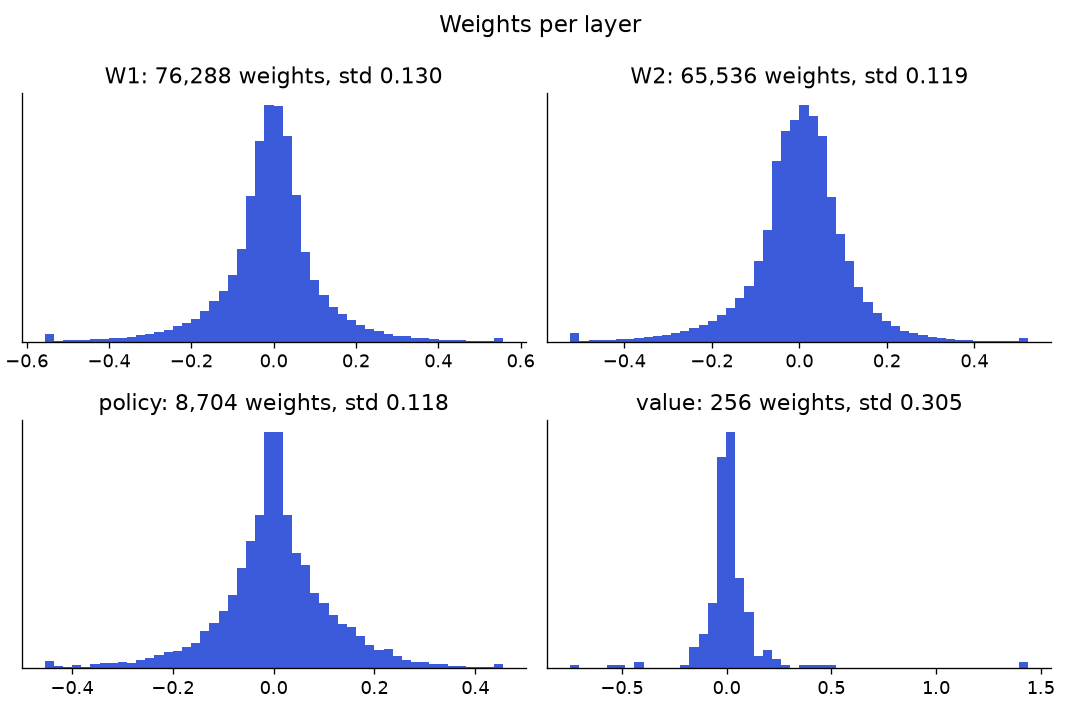 Weights per layer
W1: 76,288 weights, std 0.130
W2: 65,536 weights, std 0.119
−0.6 −0.4 −0.2 0.0 0.2 0.4 0.6
−0.4 −0.2 0.0 0.2 0.4
policy: 8,704 weights, std 0.118
value: 256 weights, std 0.305
−0.4 −0.2 0.0 0.2 0.4
−0.5 0.0 0.5 1.0 1.5